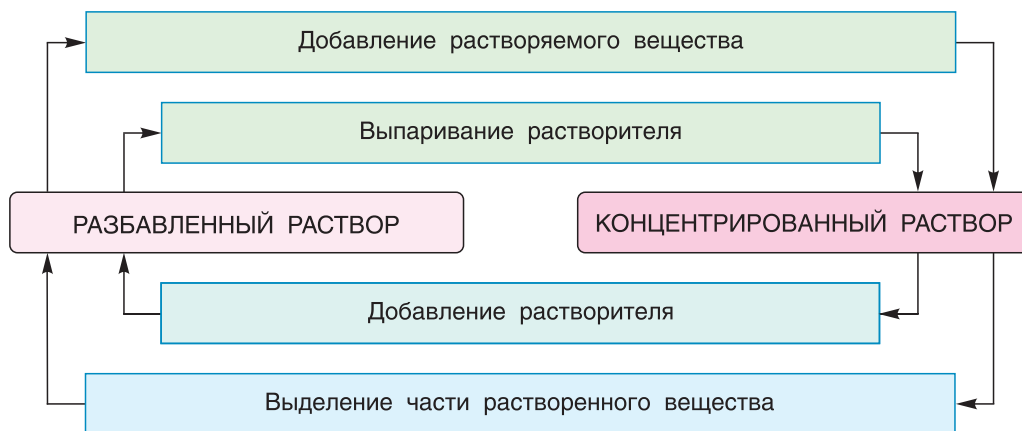 Добавление растворяемого вещества
Выпаривание растворителя
РАЗБАВЛЕННЫЙ РАСТВОР
КОНЦЕНТРИРОВАННЫЙ РАСТВОР
Добавление растворителя
Выделение части растворенного вещества